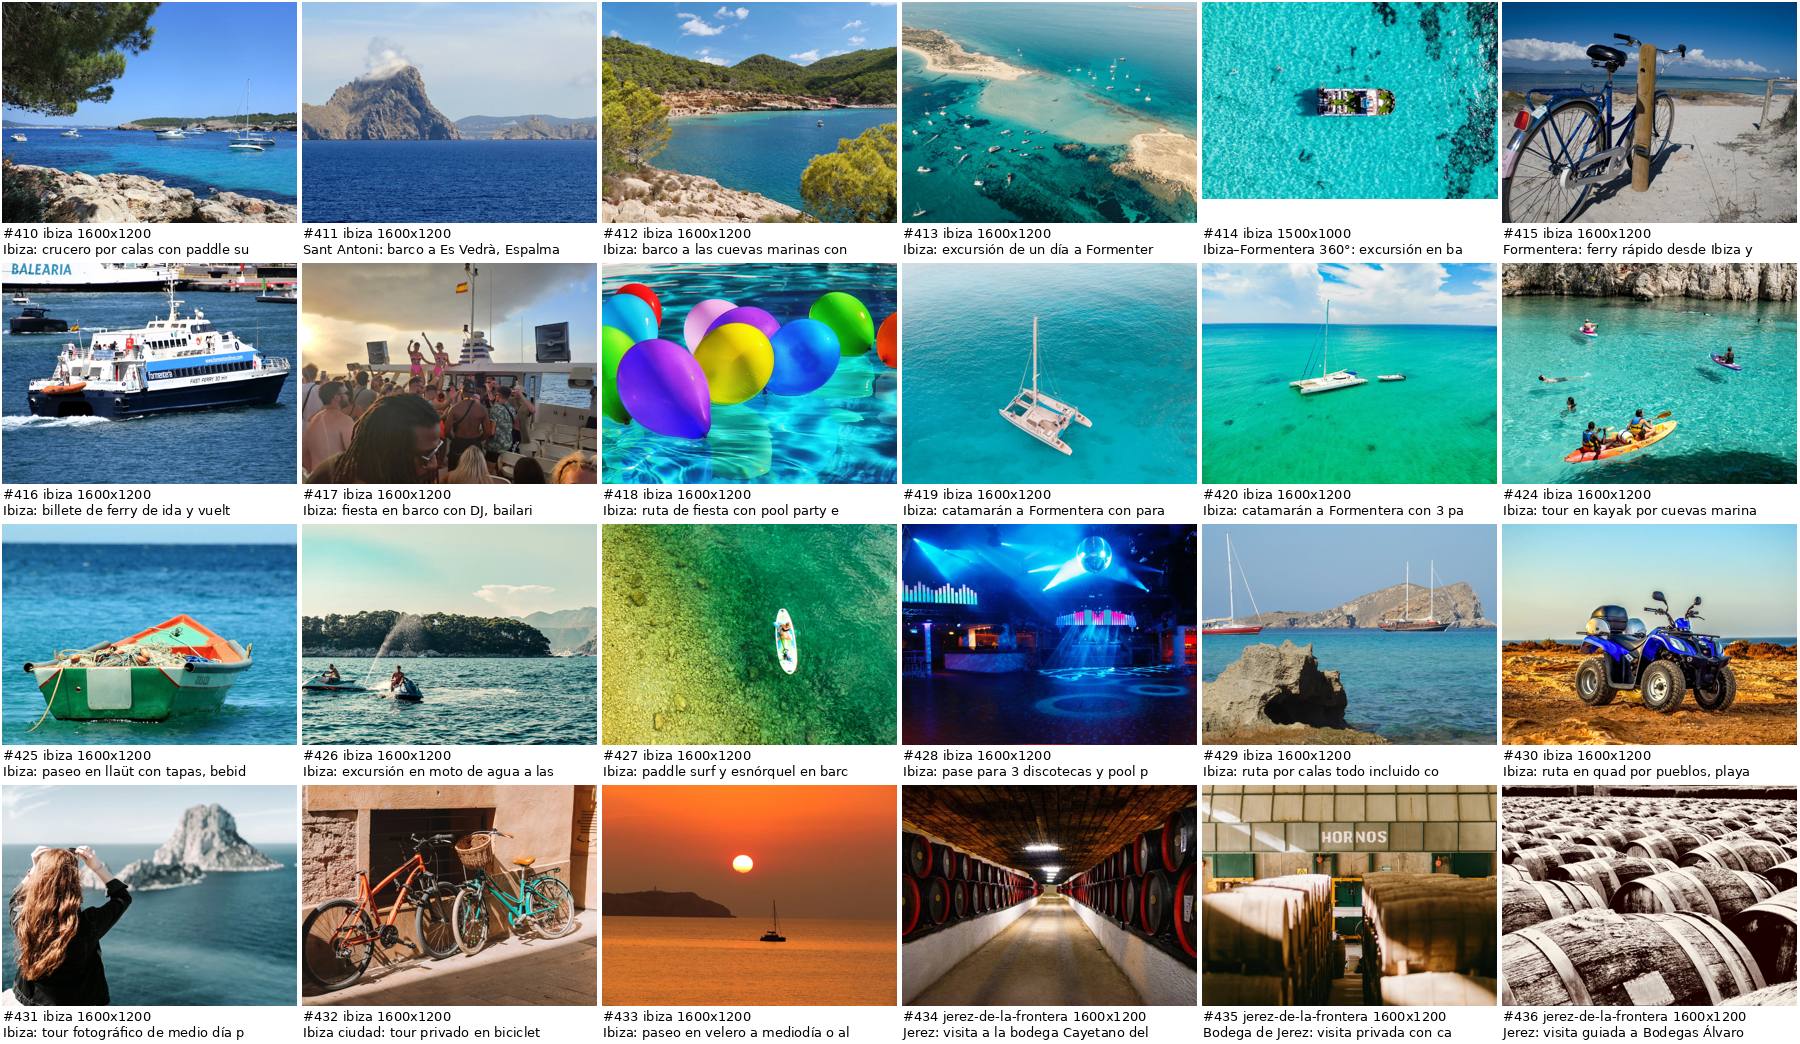 #410 ibiza 1600x1200
Ibiza: crucero por calas con paddle su
#411 ibiza 1600x1200
Sant Antoni: barco a Es Vedrà, Espalma
#412 ibiza 1600x1200
Ibiza: barco a las cuevas marinas con
#413 ibiza 1600x1200
Ibiza: excursión de un día a Formenter
#414 ibiza 1500x1000
Ibiza–Formentera 360°: excursión en ba
#415 ibiza 1600x1200
Formentera: ferry rápido desde Ibiza y
BALEARIA
www.formenteralines.com
formentera
FAST FERRY 30 min
#416 ibiza 1600x1200
Ibiza: billete de ferry de ida y vuelt
#417 ibiza 1600x1200
Ibiza: fiesta en barco con DJ, bailari
#418 ibiza 1600x1200
Ibiza: ruta de fiesta con pool party e
#419 ibiza 1600x1200
Ibiza: catamarán a Formentera con para
#420 ibiza 1600x1200
Ibiza: catamarán a Formentera con 3 pa
#424 ibiza 1600x1200
Ibiza: tour en kayak por cuevas marina
#425 ibiza 1600x1200
Ibiza: paseo en llaüt con tapas, bebid
#426 ibiza 1600x1200
Ibiza: excursión en moto de agua a las
#427 ibiza 1600x1200
Ibiza: paddle surf y esnórquel en barc
#428 ibiza 1600x1200
Ibiza: pase para 3 discotecas y pool p
#429 ibiza 1600x1200
Ibiza: ruta por calas todo incluido co
#430 ibiza 1600x1200
Ibiza: ruta en quad por pueblos, playa
#431 ibiza 1600x1200
Ibiza: tour fotográfico de medio día p
#432 ibiza 1600x1200
Ibiza ciudad: tour privado en biciclet
#433 ibiza 1600x1200
Ibiza: paseo en velero a mediodía o al
#434 jerez-de-la-frontera 1600x1200
Jerez: visita a la bodega Cayetano del
HORNOS
#435 jerez-de-la-frontera 1600x1200
Bodega de Jerez: visita privada con ca
#436 jerez-de-la-frontera 1600x1200
Jerez: visita guiada a Bodegas Álvaro